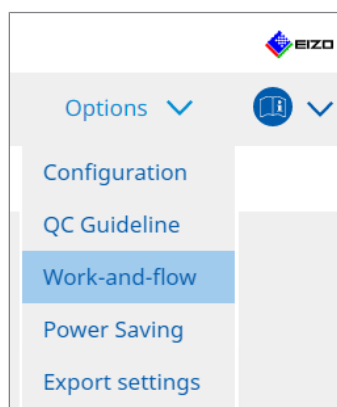 EIZO
Options
Configuration
QC Guideline
Work-and-flow
Power Saving
Export settings